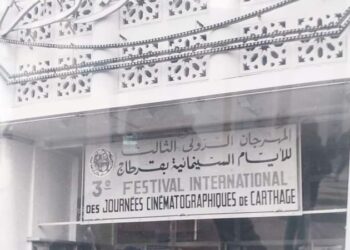 المهرجان الدولي الثالث
للأيام السينمائية بقرطاج
3e FESTIVAL INTERNATIONAL
DES JOURNÉES CINÉMATOGRAPHIQUES DE CARTHAGE